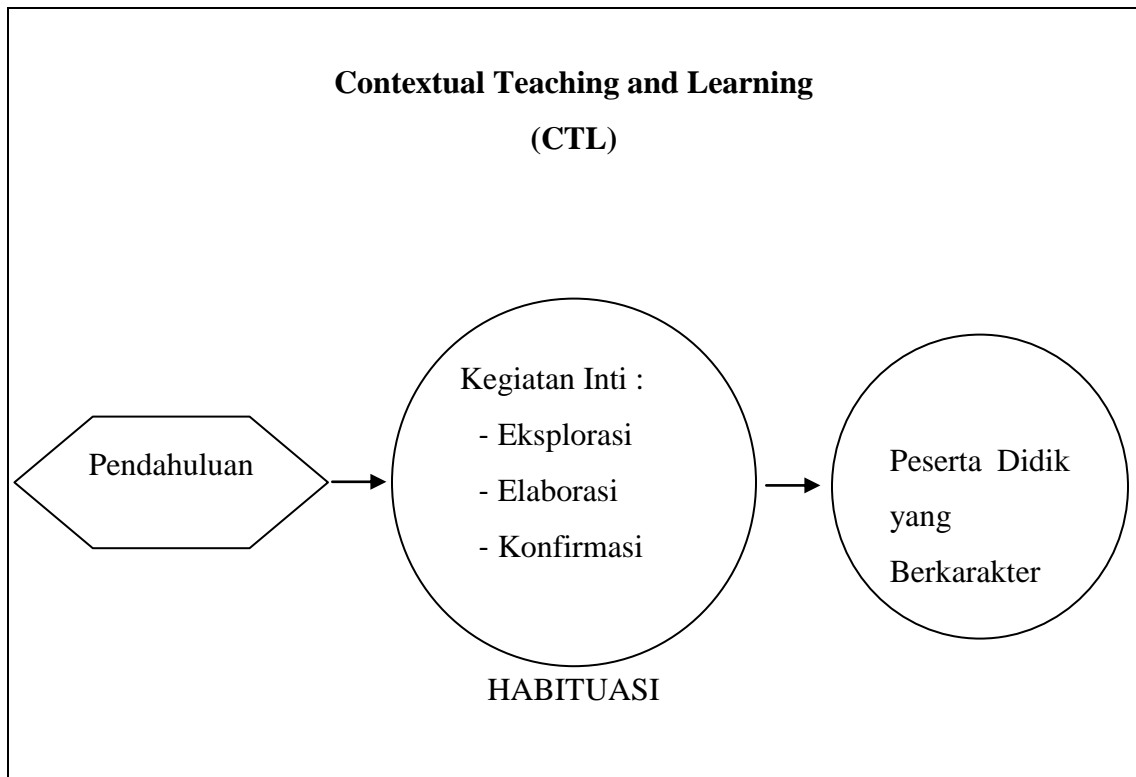 Contextual Teaching and Learning
(CTL)
Pendahuluan
Kegiatan Inti :
- Eksplorasi
- Elaborasi
- Konfirmasi
Peserta Didik
yang
Berkarakter
HABITUASI